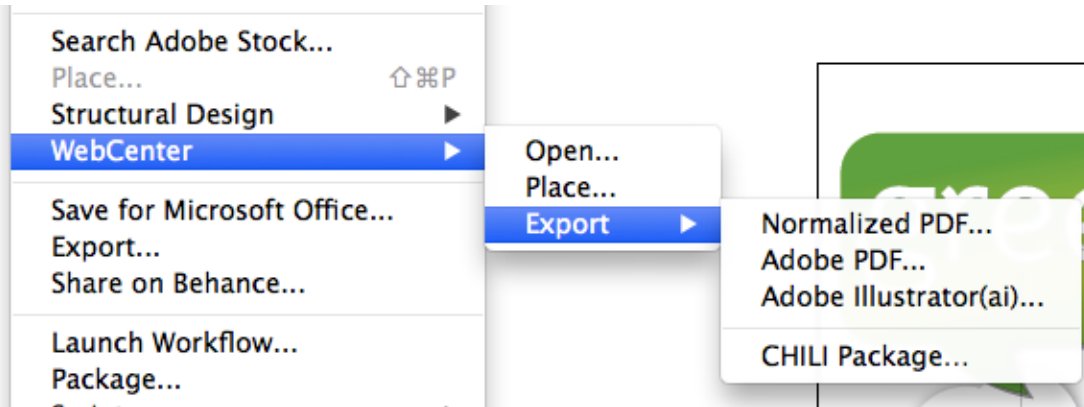 Search Adobe Stock...
Place... ⇧⌘P
Structural Design
WebCenter
Open...
Place...
Export
Normalized PDF...
Adobe PDF...
Adobe Illustrator(ai)...
CHILI Package...
Save for Microsoft Office...
Export...
Share on Behance...
Launch Workflow...
Package...